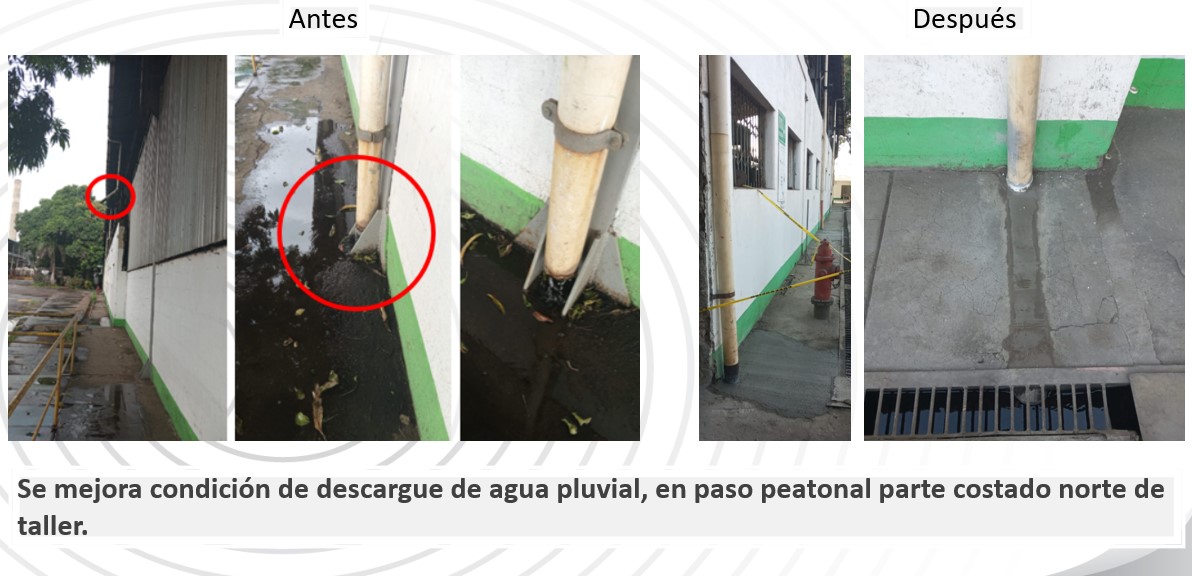 Antes
Después
Se mejora condición de descargue de agua pluvial, en paso peatonal parte costado norte de
taller.